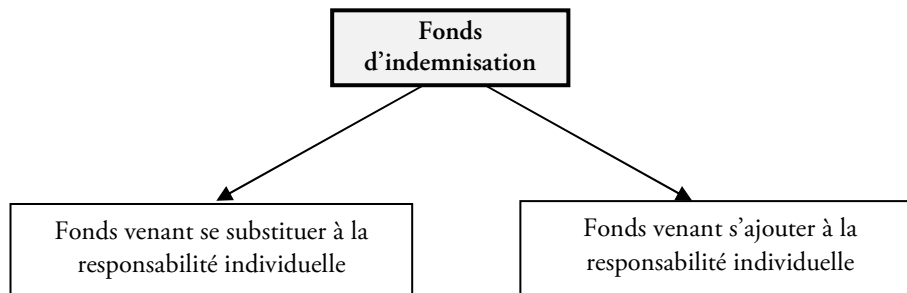 Fonds
d’indemnisation
Fonds venant se substituer à la
responsabilité individuelle
Fonds venant s’ajouter à la
responsabilité individuelle